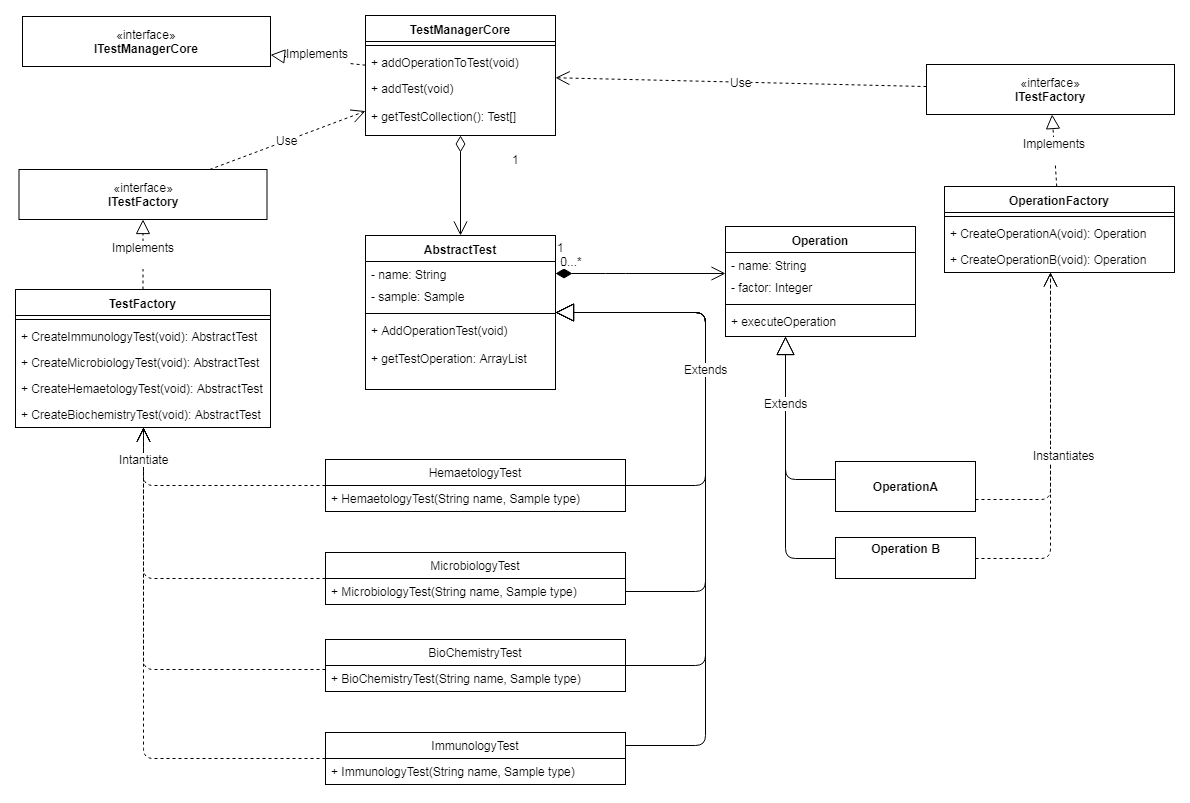 «interface»
ITestManagerCore
Implements
TestManagerCore
+ addOperationToTest(void)
+ addTest(void)
+ getTestCollection(): Test[]
Use
«interface»
ITestFactory
Implements
Use
«interface»
ITestFactory
Implements
1
OperationFactory
+ CreateOperationA(void): Operation
+ CreateOperationB(void): Operation
TestFactory
+ CreateImmunologyTest(void): AbstractTest
+ CreateMicrobiologyTest(void): AbstractTest
+ CreateHemaetologyTest(void): AbstractTest
+ CreateBiochemistryTest(void): AbstractTest
AbstractTest
- name: String
- sample: Sample
+ AddOperationTest(void)
+ getTestOperation: ArrayList
1
0...*
Operation
- name: String
- factor: Integer
+ executeOperation
Extends
Extends
Intantiate
Instantiates
HemaetologyTest
+ HemaetologyTest(String name, Sample type)
OperationA
Operation B
MicrobiologyTest
+ MicrobiologyTest(String name, Sample type)
BioChemistryTest
+ BioChemistryTest(String name, Sample type)
ImmunologyTest
+ ImmunologyTest(String name, Sample type)